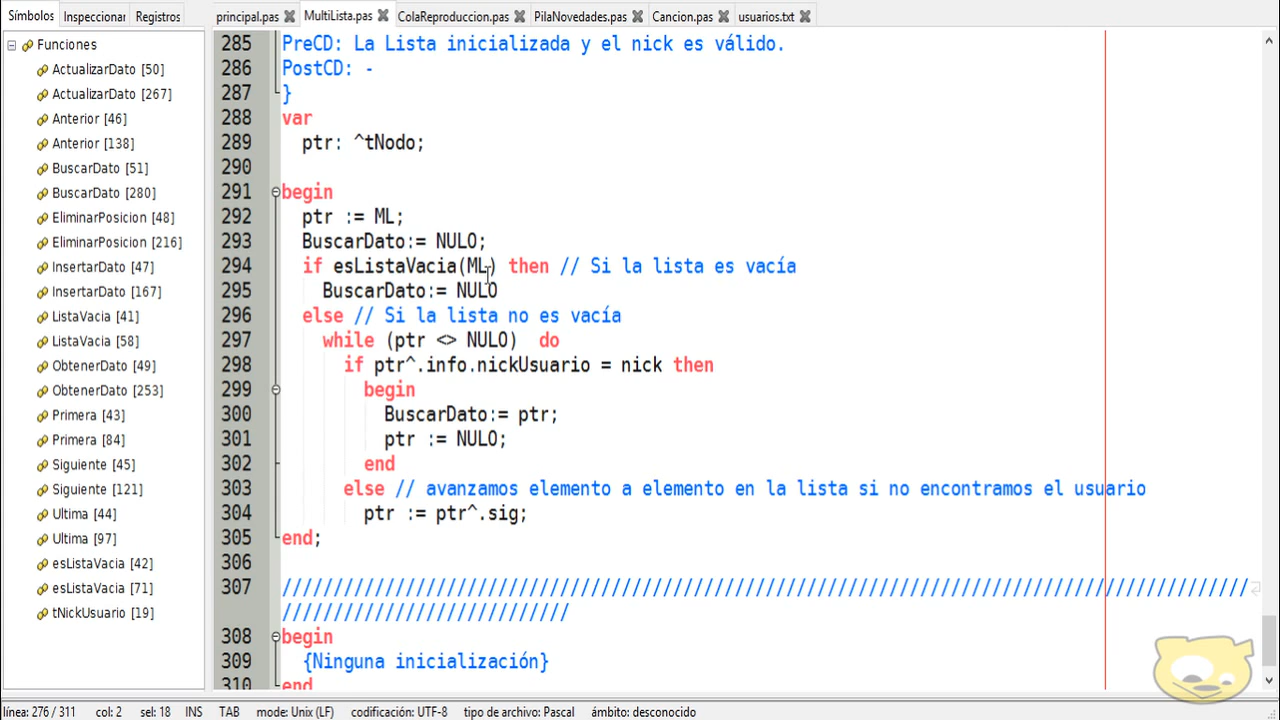 Símbolos Inspeccionar Registros
principal.pas MultiLista.pas ColaReproduccion.pas PilaNovedades.pas Cancion.pas usuarios.txt
Funciones
ActualizarDato [50]
ActualizarDato [267]
Anterior [46]
Anterior [138]
BuscarDato [51]
BuscarDato [280]
EliminarPosicion [48]
EliminarPosicion [216]
InsertarDato [47]
InsertarDato [167]
ListaVacia [41]
ListaVacia [58]
ObtenerDato [49]
ObtenerDato [253]
Primera [43]
Primera [84]
Siguiente [45]
Siguiente [121]
Ultima [44]
Ultima [97]
esListaVacia [42]
esListaVacia [71]
tNickUsuario [19]
285 PreCD: La Lista inicializada y el nick es válido.
286 PostCD: -
287 }
288 var
289 ptr: ^tNodo;
290
291 begin
292 ptr := ML;
293 BuscarDato:= NULO;
294 if esListaVacia(ML) then // Si la lista es vacía
295 BuscarDato:= NULO
296 else // Si la lista no es vacía
297 while (ptr <> NULO) do
298 if ptr^.info.nickUsuario = nick then
299 begin
300 BuscarDato:= ptr;
301 ptr := NULO;
302 end
303 else // avanzamos elemento a elemento en la lista si no encontramos el usuario
304 ptr := ptr^.sig;
305 end;
306
307 //////////////////////////////////////////////////////////////////////////////////////////////
////////////////////////////
308 begin
309 {Ninguna inicialización}
310 end
línea: 276 / 311 col: 2 sel: 18 INS TAB mode: Unix (LF) codificación: UTF-8 tipo de archivo: Pascal ámbito: desconocido